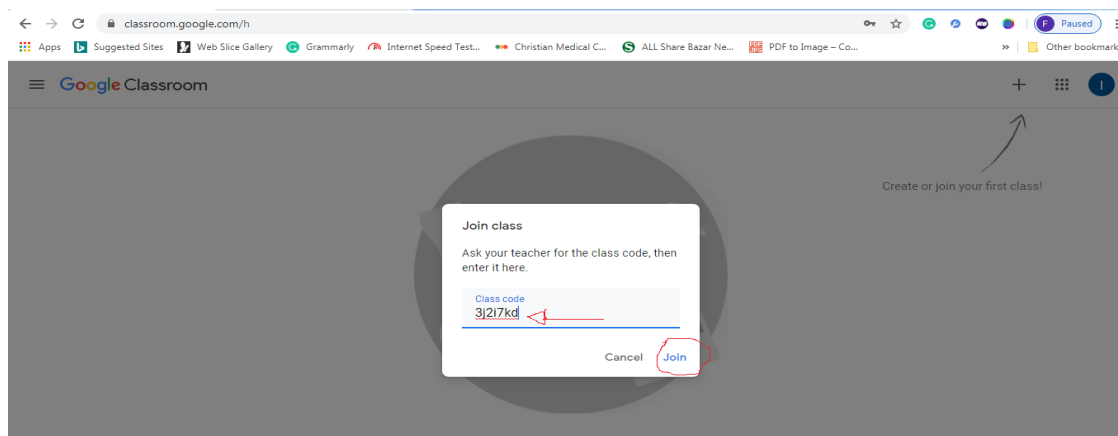 classroom.google.com/h
Paused
Apps Suggested Sites Web Slice Gallery Grammarly Internet Speed Test... Christian Medical C... ALL Share Bazar Ne... PDF to Image – Co... » Other bookmark
Google Classroom
Create or join your first class!
Join class
Ask your teacher for the class code, then
enter it here.
Class code
3j2i7kd
Cancel Join